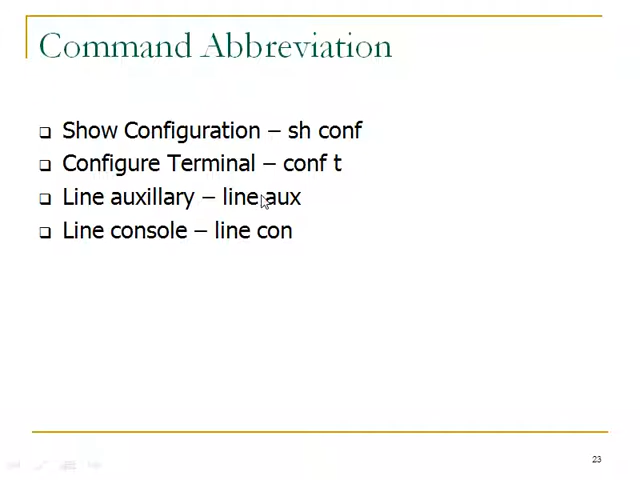 Command Abbreviation
Show Configuration – sh conf
Configure Terminal – conf t
Line auxillary – line aux
Line console – line con
23